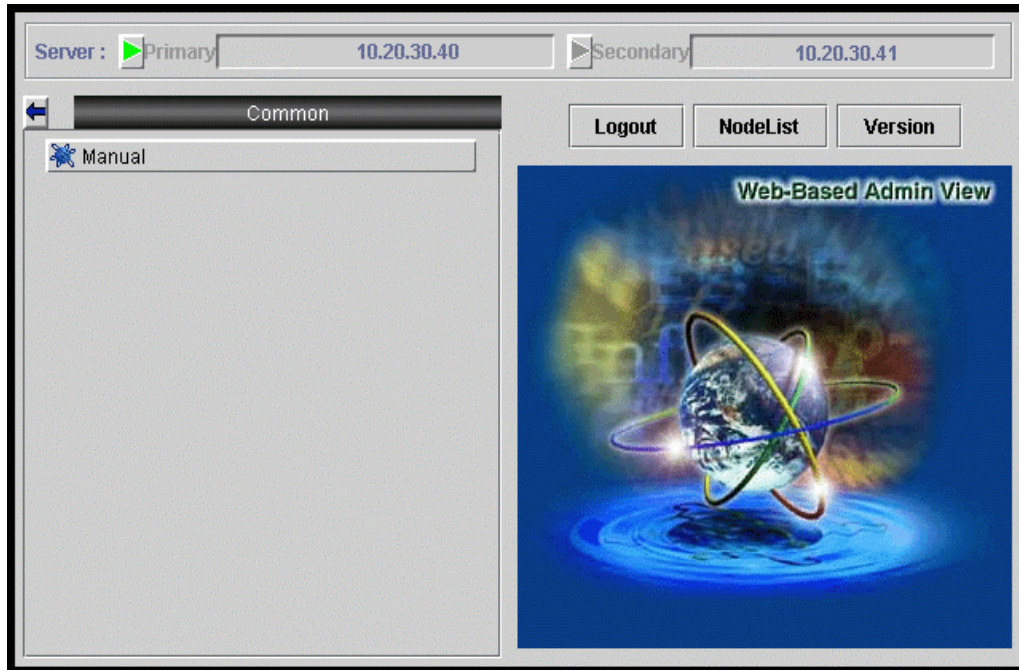 Server : Primary 10.20.30.40 Secondary 10.20.30.41
Common
Logout NodeList Version
Manual
Web-Based Admin View